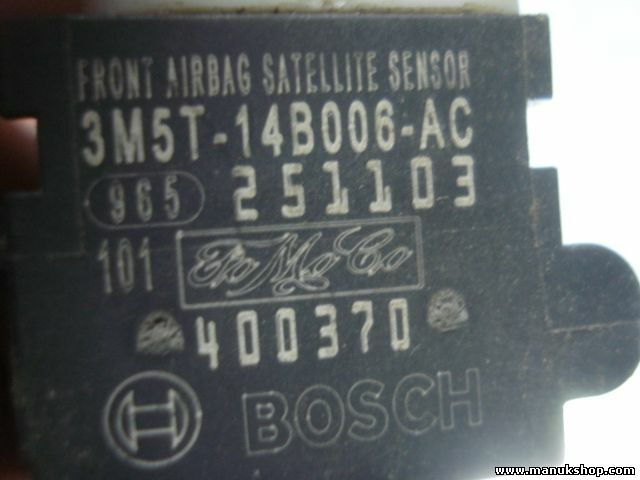 FRONT AIRBAG SATELLITE SENSOR
3M5T-14B006-AC
965 251103
101 FoMoCo
400370
BOSCH
www.manukshop.com